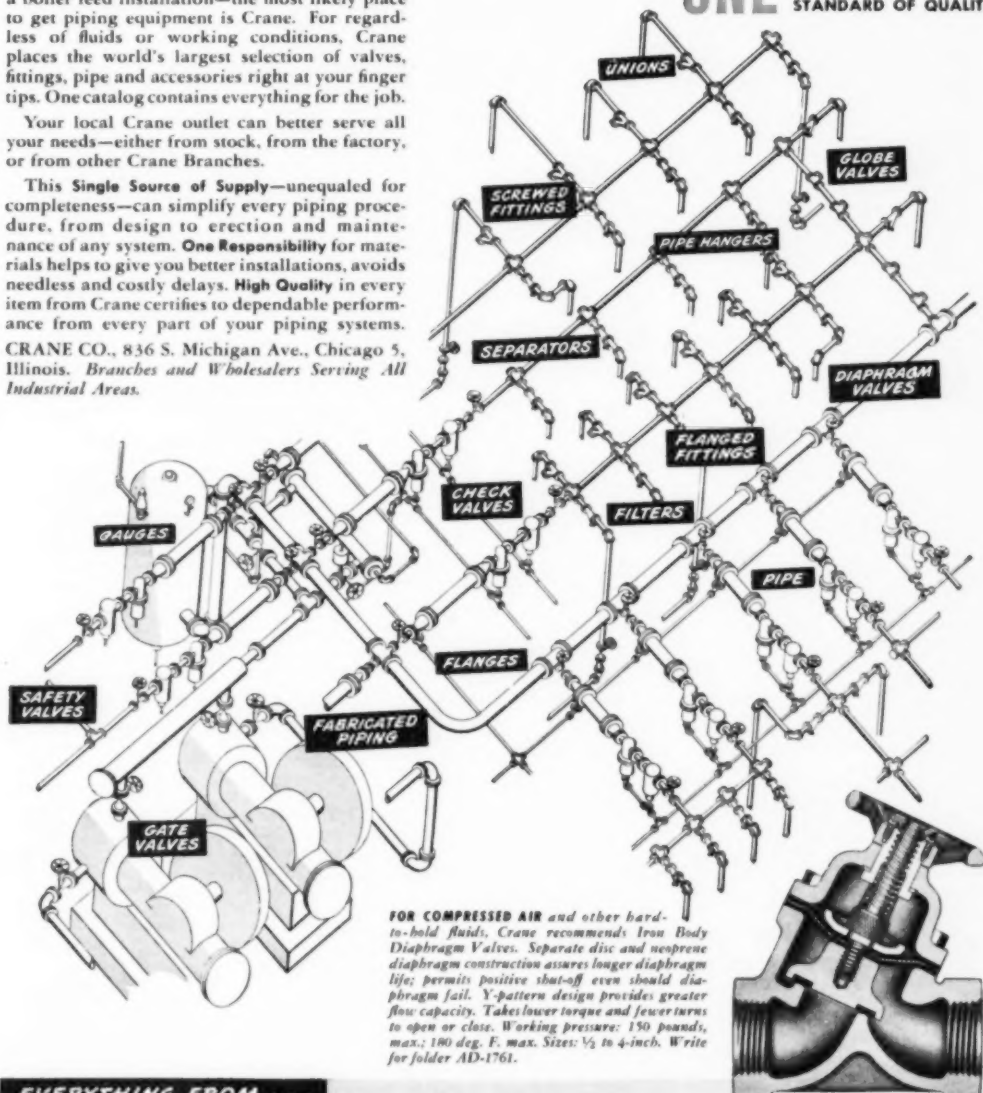 a boiler feed installation—the most likely place
to get piping equipment is Crane. For regard-
less of fluids or working conditions, Crane
places the world's largest selection of valves,
fittings, pipe and accessories right at your finger
tips. One catalog contains everything for the job.
Your local Crane outlet can better serve all
your needs—either from stock, from the factory,
or from other Crane Branches.
This Single Source of Supply—unequaled for
completeness—can simplify every piping proce-
dure, from design to erection and mainte-
nance of any system. One Responsibility for mate-
rials helps to give you better installations, avoids
needless and costly delays. High Quality in every
item from Crane certifies to dependable perform-
ance from every part of your piping systems.
CRANE CO., 836 S. Michigan Ave., Chicago 5,
Illinois. Branches and Wholesalers Serving All
Industrial Areas.
ONE STANDARD OF QUALIT
UNIONS
GLOBE
VALVES
SCREWED
FITTINGS
PIPE HANGERS
SEPARATORS
DIAPHRAGM
VALVES
FLANGED
FITTINGS
CHECK
VALVES
FILTERS
GAUGES
PIPE
FLANGES
SAFETY
VALVES
FABRICATED
PIPING
GATE
VALVES
FOR COMPRESSED AIR and other hard-
to-hold fluids, Crane recommends Iron Body
Diaphragm Valves. Separate disc and neoprene
diaphragm construction assures longer diaphragm
life; permits positive shut-off even should dia-
phragm fail. Y-pattern design provides greater
flow capacity. Takes lower torque and fewer turns
to open or close. Working pressure: 150 pounds,
max.; 180 deg. F. max. Sizes: ½ to 4-inch. Write
for folder AD-1761.
EVERYTHING FROM